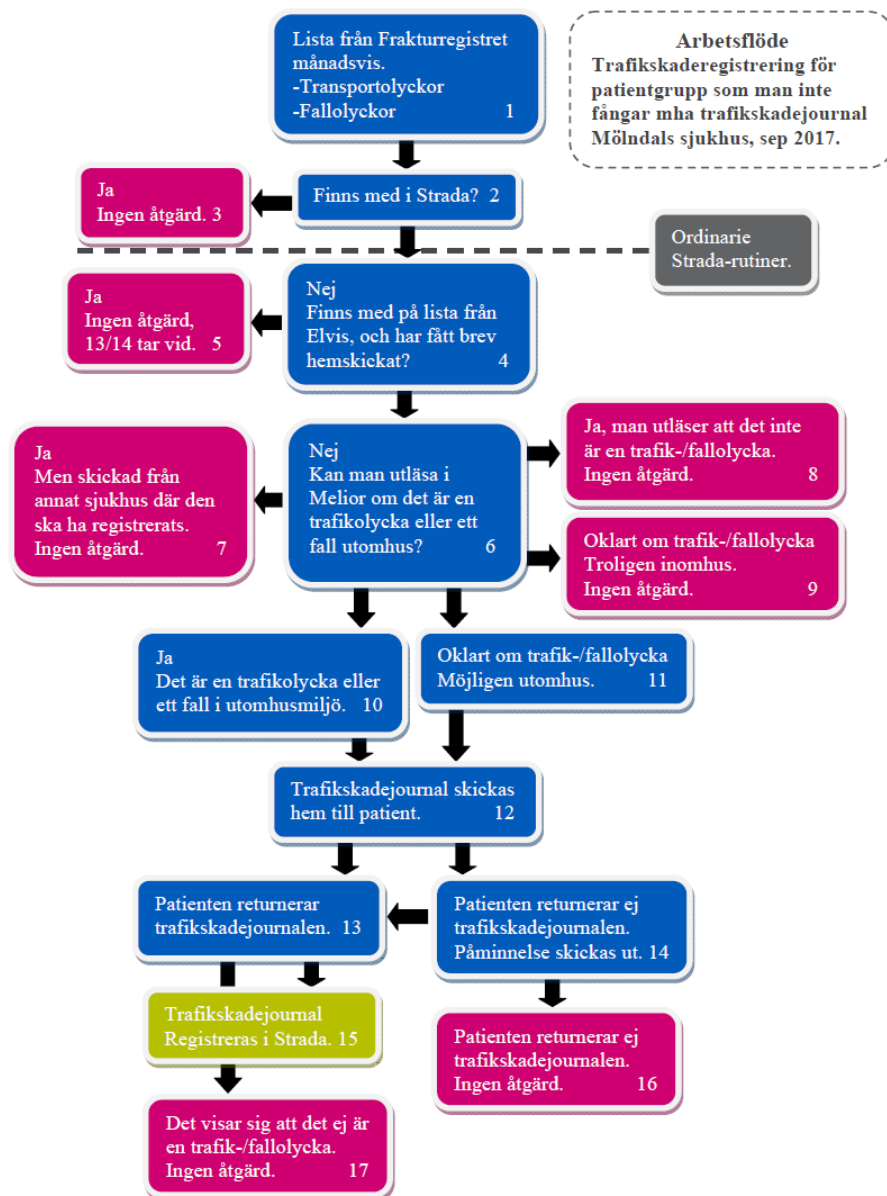 Lista från Frakturregistret
månadsvis.
-Transportolyckor
-Fallolyckor 1
Arbetsflöde
Trafikskaderegistrering för
patientgrupp som man inte
fångar mha trafikskadejournal
Mölndals sjukhus, sep 2017.
Ja
Ingen åtgärd. 3
Finns med i Strada? 2
Ordinarie
Strada-rutiner.
Ja
Ingen åtgärd,
13/14 tar vid. 5
Nej
Finns med på lista från
Elvis, och har fått brev
hemskickat? 4
Ja
Men skickad från
annat sjukhus där den
ska ha registrerats.
Ingen åtgärd. 7
Nej
Kan man utläsa i
Melior om det är en
trafikolycka eller ett
fall utomhus? 6
Ja, man utläser att det inte
är en trafik-/fallolycka.
Ingen åtgärd. 8
Oklart om trafik-/fallolycka
Troligen inomhus.
Ingen åtgärd. 9
Ja
Det är en trafikolycka eller
ett fall i utomhusmiljö. 10
Oklart om trafik-/fallolycka
Möjligen utomhus. 11
Trafikskadejournal skickas
hem till patient. 12
Patienten returnerar
trafikskadejournalen. 13
Patienten returnerar ej
trafikskadejournalen.
Påminnelse skickas ut. 14
Trafikskadejournal
Registreras i Strada. 15
Patienten returnerar ej
trafikskadejournalen.
Ingen åtgärd. 16
Det visar sig att det ej är
en trafik-/fallolycka.
Ingen åtgärd. 17